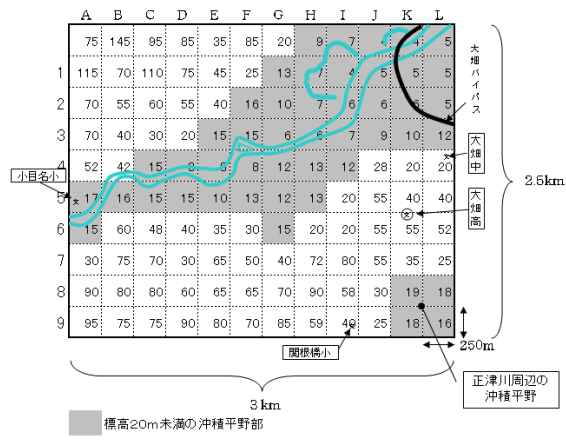 A B C D E F G H I J K L
75 145 95 85 35 85 20 9 7 4 5
1 115 70 110 75 45 25 13 7 4 5 5 5
2 70 55 60 55 40 16 10 7 6 6 5
3 70 40 30 20 15 15 6 6 7 9 10 12
4 52 42 15 8 8 12 13 12 28 20 20
5 17 16 15 15 10 13 12 13 20 55 40 40
6 15 60 48 40 30 35 15 20 20 55 55 52
7 30 75 70 30 65 50 40 72 80 55 35 25
8 90 80 80 60 65 65 70 90 58 30 19 18
9 95 75 75 90 80 70 85 59 40 25 18 16
大畑バイパス
大畑中
大畑高
小目名小
文
文
文
関根橋小
2.5km
250m
3km
正津川周辺の
沖積平野
標高20m未満の沖積平野部